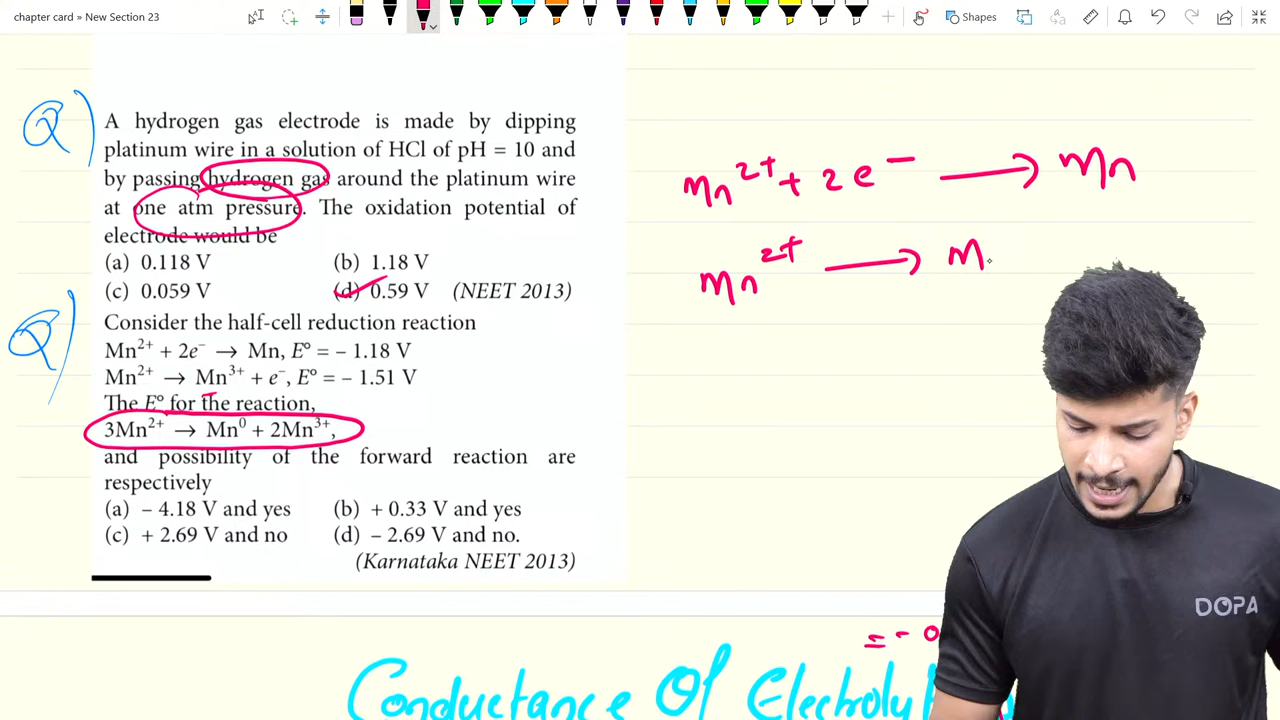 chapter card » New Section 23
Shapes
Q)
A hydrogen gas electrode is made by dipping
platinum wire in a solution of HCl of pH = 10 and
by passing hydrogen gas around the platinum wire
at one atm pressure. The oxidation potential of
electrode would be
(a) 0.118 V (b) 1.18 V
(c) 0.059 V (d) 0.59 V (NEET 2013)
Q)
Consider the half-cell reduction reaction
Mn²⁺ + 2e⁻ → Mn, E° = – 1.18 V
Mn²⁺ → Mn³⁺ + e⁻, E° = – 1.51 V
The E° for the reaction,
3Mn²⁺ → Mn⁰ + 2Mn³⁺,
and possibility of the forward reaction are
respectively
(a) – 4.18 V and yes (b) + 0.33 V and yes
(c) + 2.69 V and no (d) – 2.69 V and no.
(Karnataka NEET 2013)
Mn²⁺ + 2e⁻ → Mn
Mn²⁺ → M
DOPA
= - 0
Conductance Of